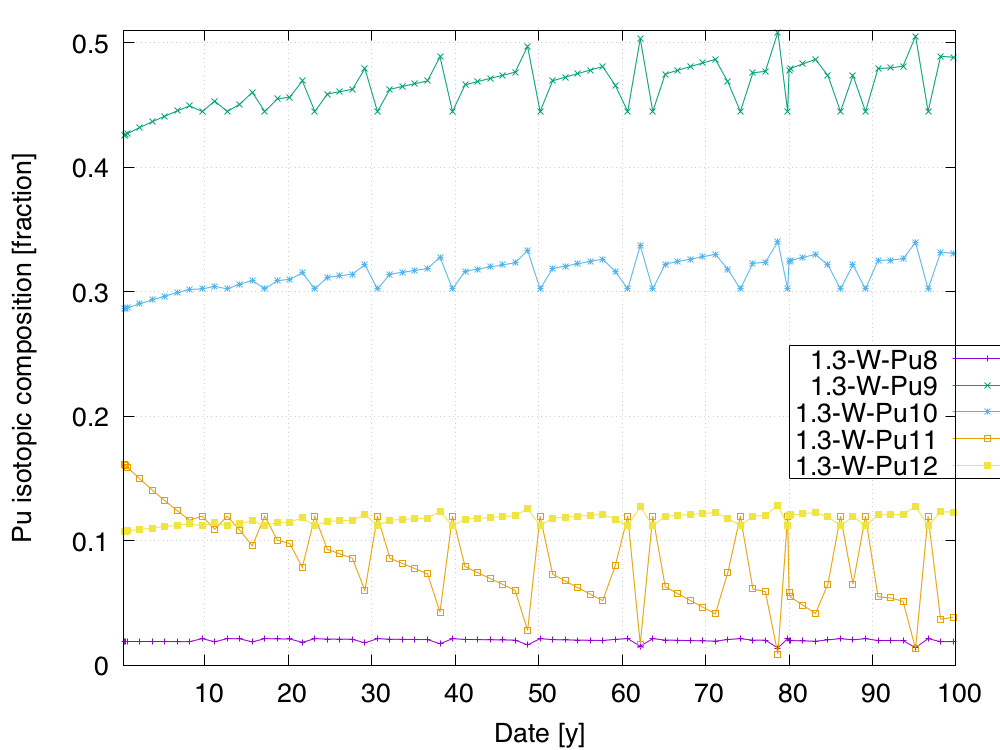 0.5
0.4
0.3
0.2
0.1
0
Pu isotopic composition [fraction]
1.3-W-Pu8
1.3-W-Pu9
1.3-W-Pu10
1.3-W-Pu11
1.3-W-Pu12
10 20 30 40 50 60 70 80 90 100
Date [y]